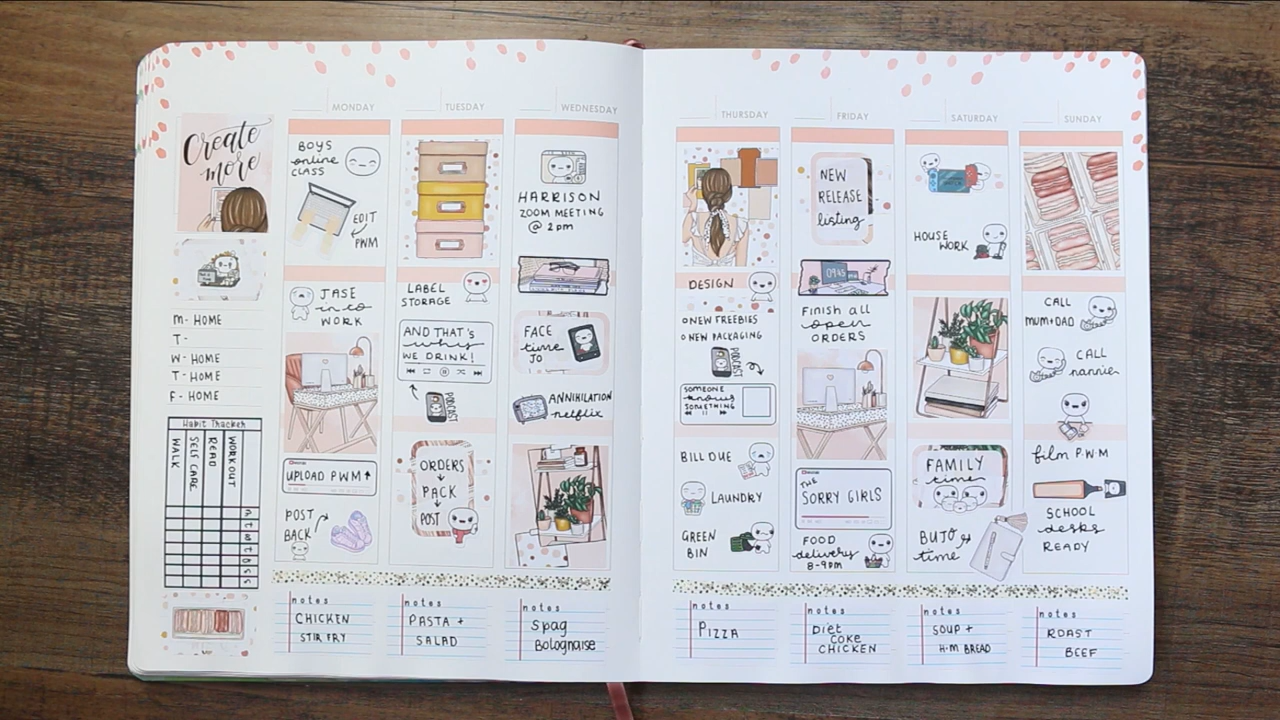 Create
more
M- HOME
T-
W- HOME
T- HOME
F- HOME
Habit Tracker
WORK OUT
READ
SELF CARE
WALK
MONDAY
BOYS
online
CLASS
EDIT
PWM
JASE
in co
WORK
UPLOAD PWM
POST
BACK
notes
CHICKEN
STIR FRY
TUESDAY
LABEL
STORAGE
AND THAT'S
why
WE DRINK!
PODCAST
ORDERS
PACK
POST
notes
PASTA +
SALAD
WEDNESDAY
HARRISON
ZOOM MEETING
@ 2pm
FACE
time
JO
ANNIHILATION
netflix
notes
Spag
Bolognaise
THURSDAY
DESIGN
NEW FREEBIES
NEW PACKAGING
PODCAST
SOMEONE
knows
SOMETHING
BILL DUE
LAUNDRY
GREEN
BIN
notes
PIZZA
FRIDAY
NEW
RELEASE
listing
09:45
FINISH all
open
ORDERS
THE
SORRY GIRLS
FOOD
delivery
8-9pm
notes
Diet
Coke
CHICKEN
SATURDAY
HOUSE
WORK
FAMILY
time
BUJO
time
notes
SOUP +
H·M BREAD
SUNDAY
CALL
MUM+DAD
CALL
nannie
film P.W.M
SCHOOL
desks
READY
notes
ROAST
BEEF